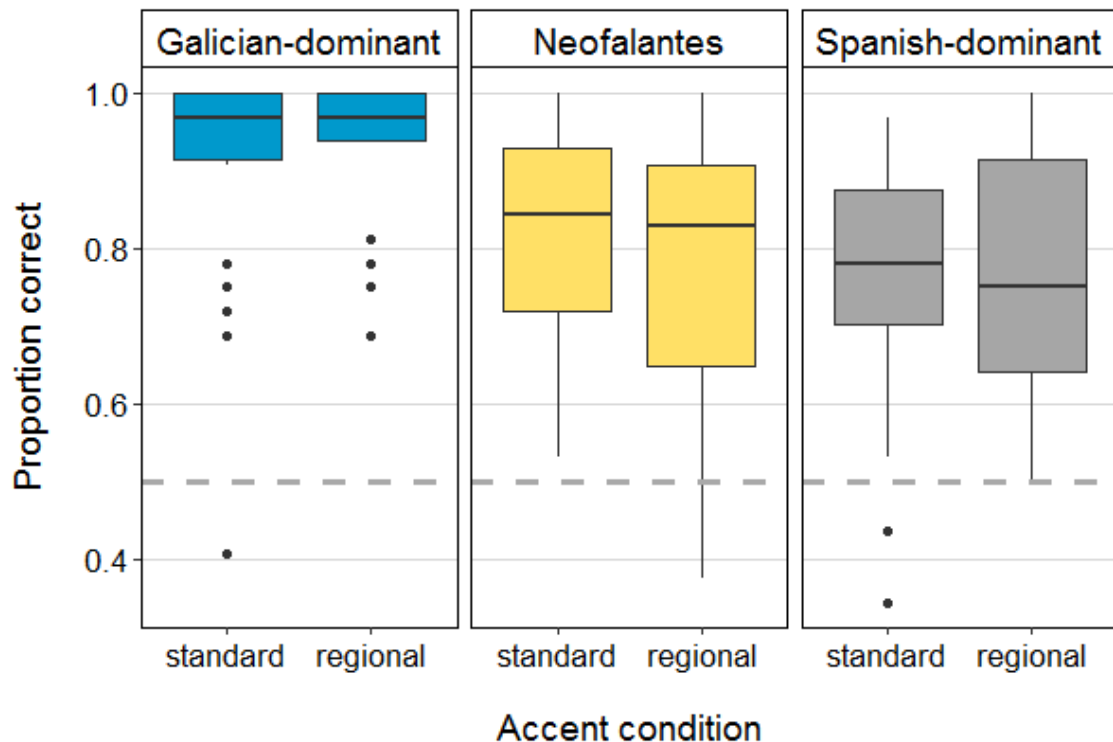 Galician-dominant
Neofalantes
Spanish-dominant
Proportion correct
1.0
0.8
0.6
0.4
standard
regional
standard
regional
standard
regional
Accent condition